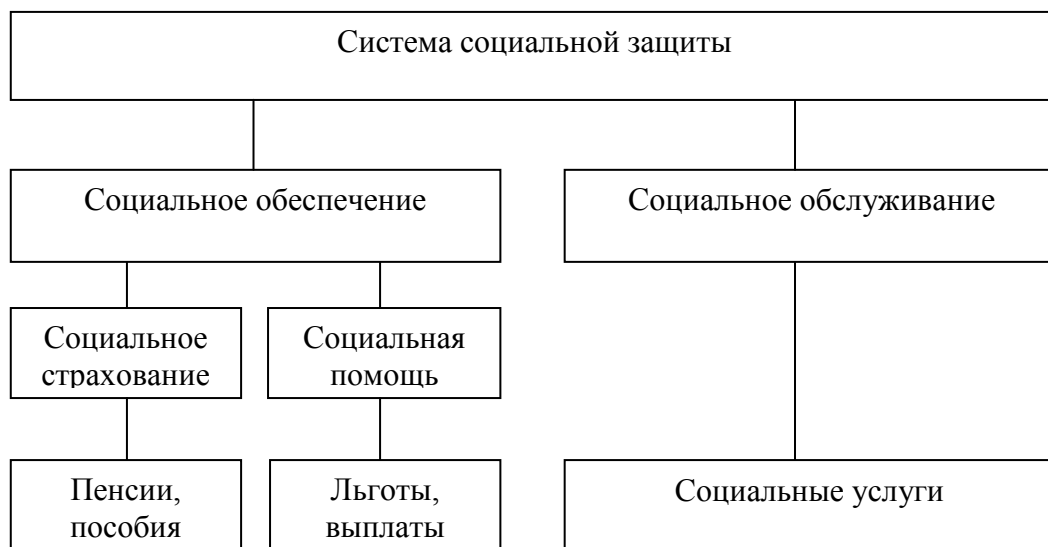 Система социальной защиты
Социальное обеспечение
Социальное обслуживание
Социальное
страхование
Социальная
помощь
Пенсии,
пособия
Льготы,
выплаты
Социальные услуги